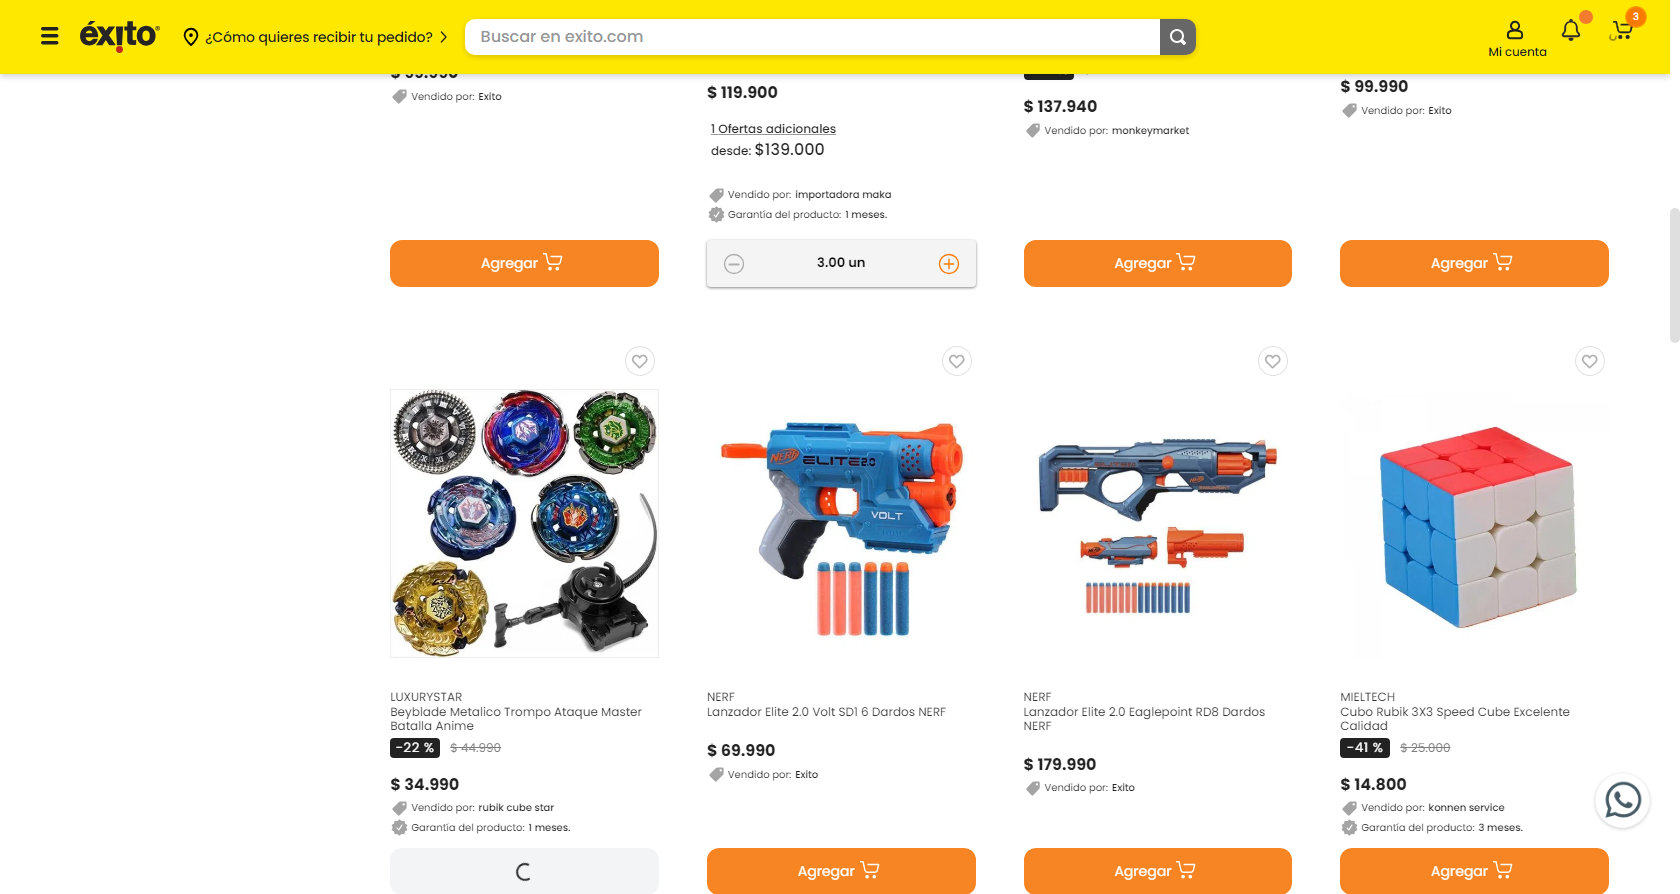 éxito
¿Cómo quieres recibir tu pedido?
Buscar en exito.com
Mi cuenta
3
Vendido por: Exito
$ 119.900
1 Ofertas adicionales
desde: $139.000
Vendido por: importadora maka
Garantía del producto: 1 meses.
$ 137.940
Vendido por: monkeymarket
$ 99.990
Vendido por: Exito
Agregar
3.00 un
Agregar
Agregar
NERF ELITE 2.0
VOLT
LUXURYSTAR
Beyblade Metalico Trompo Ataque Master
Batalla Anime
-22 % $ 44.990
$ 34.990
Vendido por: rubik cube star
Garantía del producto: 1 meses.
NERF
Lanzador Elite 2.0 Volt SD1 6 Dardos NERF
$ 69.990
Vendido por: Exito
Agregar
NERF
Lanzador Elite 2.0 Eaglepoint RD8 Dardos
NERF
$ 179.990
Vendido por: Exito
Agregar
MIELTECH
Cubo Rubik 3X3 Speed Cube Excelente
Calidad
-41 % $ 25.000
$ 14.800
Vendido por: konnen service
Garantía del producto: 3 meses.
Agregar